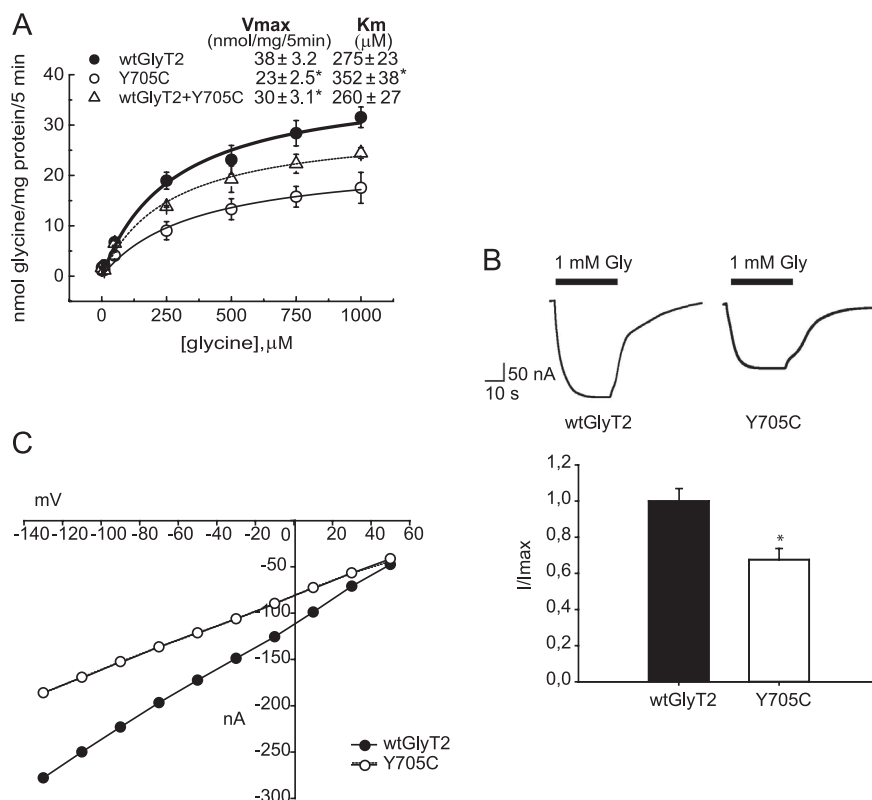 A
Vmax Km
(nmol/mg/5min) (μM)
wtGlyT2 38±3.2 275±23
Y705C 23±2.5* 352±38*
wtGlyT2+Y705C 30±3.1* 260±27
nmol glycine/mg protein/5 min
40
30
20
10
0
0 250 500 750 1000
[glycine],μM
B
1 mM Gly 1 mM Gly
50 nA
10 s
wtGlyT2 Y705C
I/Imax
1,2
1,0
0,8
0,6
0,4
0,2
0,0
*
wtGlyT2 Y705C
C
mV
-140 -120 -100 -80 -60 -40 -20 0 20 40 60
-50
-100
-150
-200
-250
-300
nA
wtGlyT2
Y705C